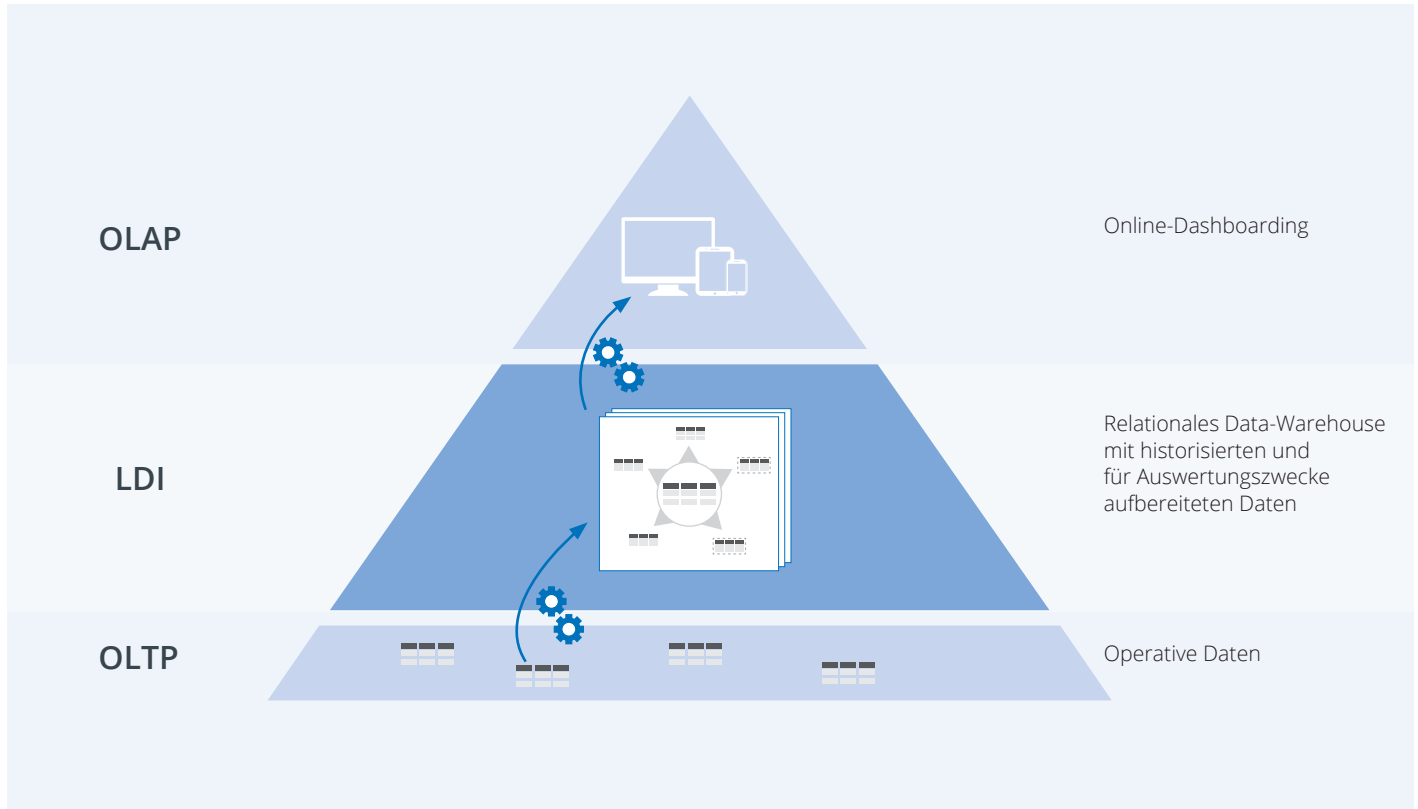 OLAP
Online-Dashboarding
LDI
Relationales Data-Warehouse
mit historisierten und
für Auswertungszwecke
aufbereiteten Daten
OLTP
Operative Daten